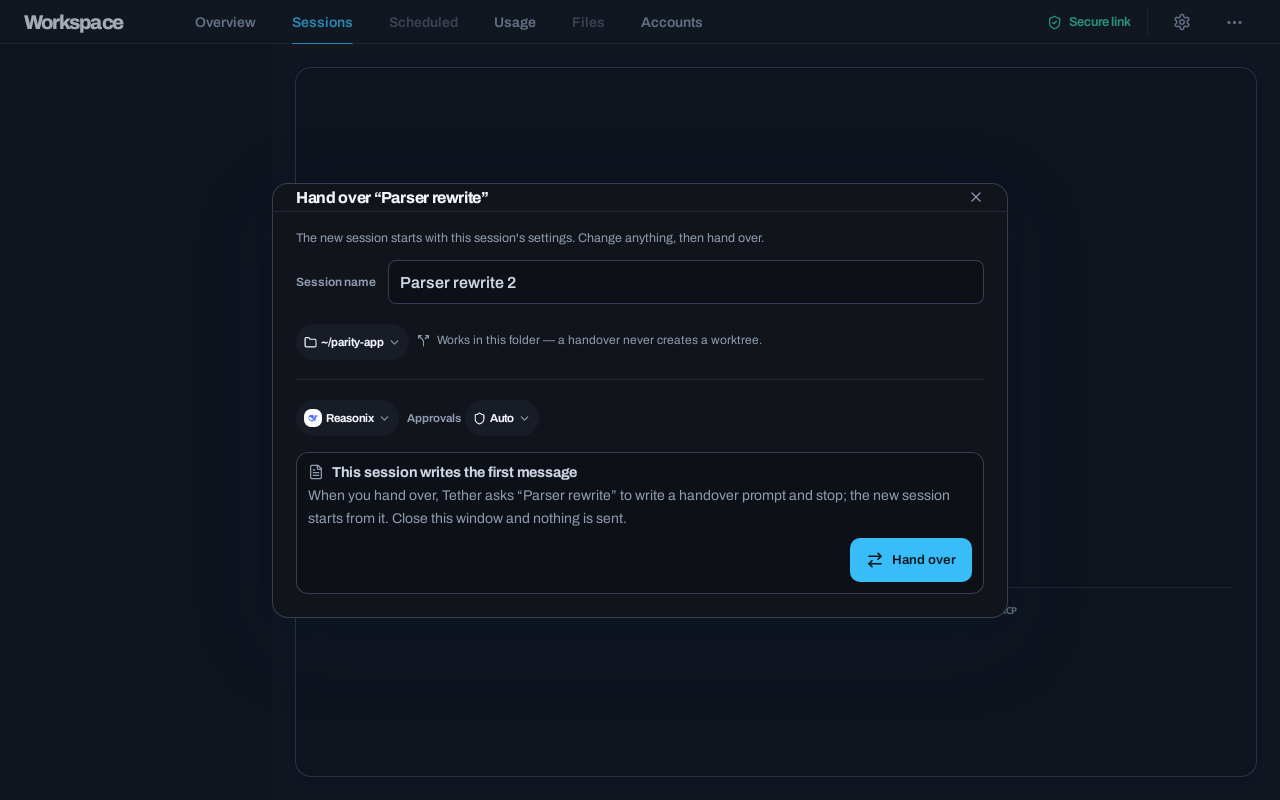 Workspace
Overview
Sessions
Scheduled
Usage
Files
Accounts
Secure link
Hand over “Parser rewrite”
The new session starts with this session's settings. Change anything, then hand over.
Session name
Parser rewrite 2
~/parity-app
Works in this folder — a handover never creates a worktree.
Reasonix
Approvals
Auto
This session writes the first message
When you hand over, Tether asks “Parser rewrite” to write a handover prompt and stop; the new session
starts from it. Close this window and nothing is sent.
Hand over